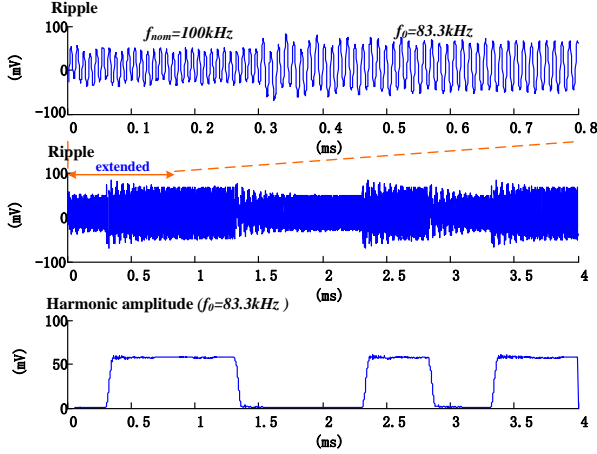 Ripple
f_nom=100kHz f_0=83.3kHz
100
0
-100
(mV)
0 0.1 0.2 0.3 0.4 0.5 0.6 0.7 0.8
(ms)
Ripple
extended
100
0
-100
(mV)
0 0.5 1 1.5 2 2.5 3 3.5 4
(ms)
Harmonic amplitude (f_0=83.3kHz )
100
50
0
(mV)
0 0.5 1 1.5 2 2.5 3 3.5 4
(ms)